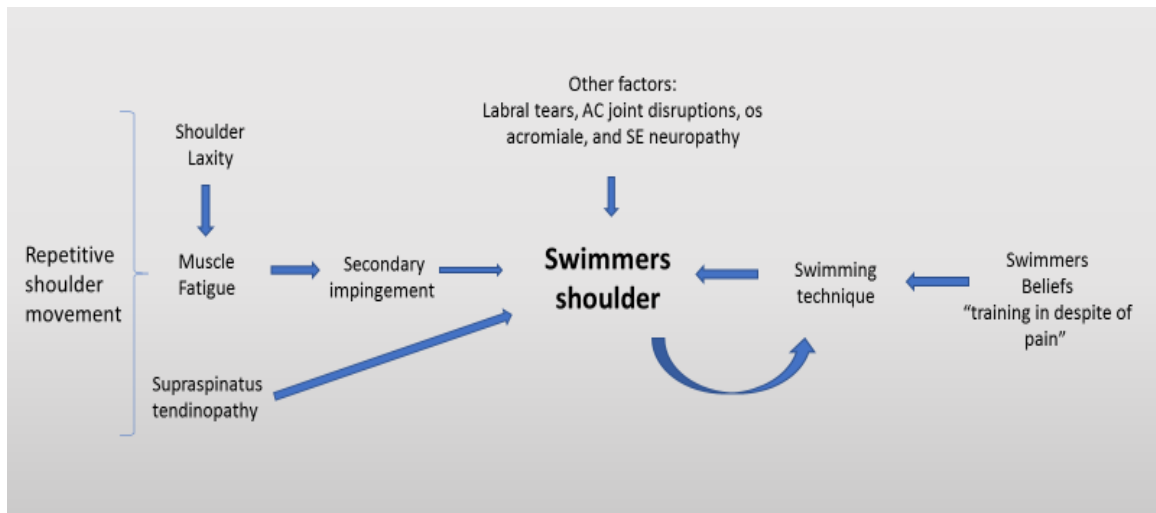 Other factors:
Labral tears, AC joint disruptions, os
acromiale, and SE neuropathy
Shoulder
Laxity
Repetitive
shoulder
movement
Muscle
Fatigue
Secondary
impingement
Swimmers
shoulder
Swimming
technique
Swimmers
Beliefs
“training in despite of
pain”
Supraspinatus
tendinopathy